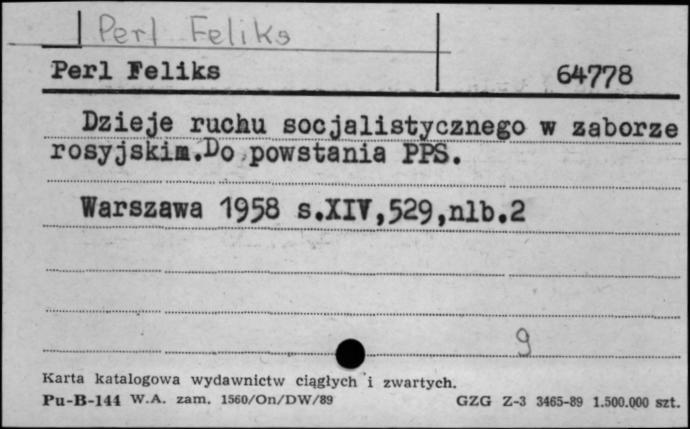 Perl Feliks
Perl Feliks 64778
Dzieje ruchu socjalistycznego w zaborze
rosyjskim.Do powstania PPS.
Warszawa 1958 s.XIV,529,nlb.2
9
Karta katalogowa wydawnictw ciągłych i zwartych.
Pu-B-144 W.A. zam. 1560/On/DW/89 GZG Z-3 3465-89 1.500.000 szt.